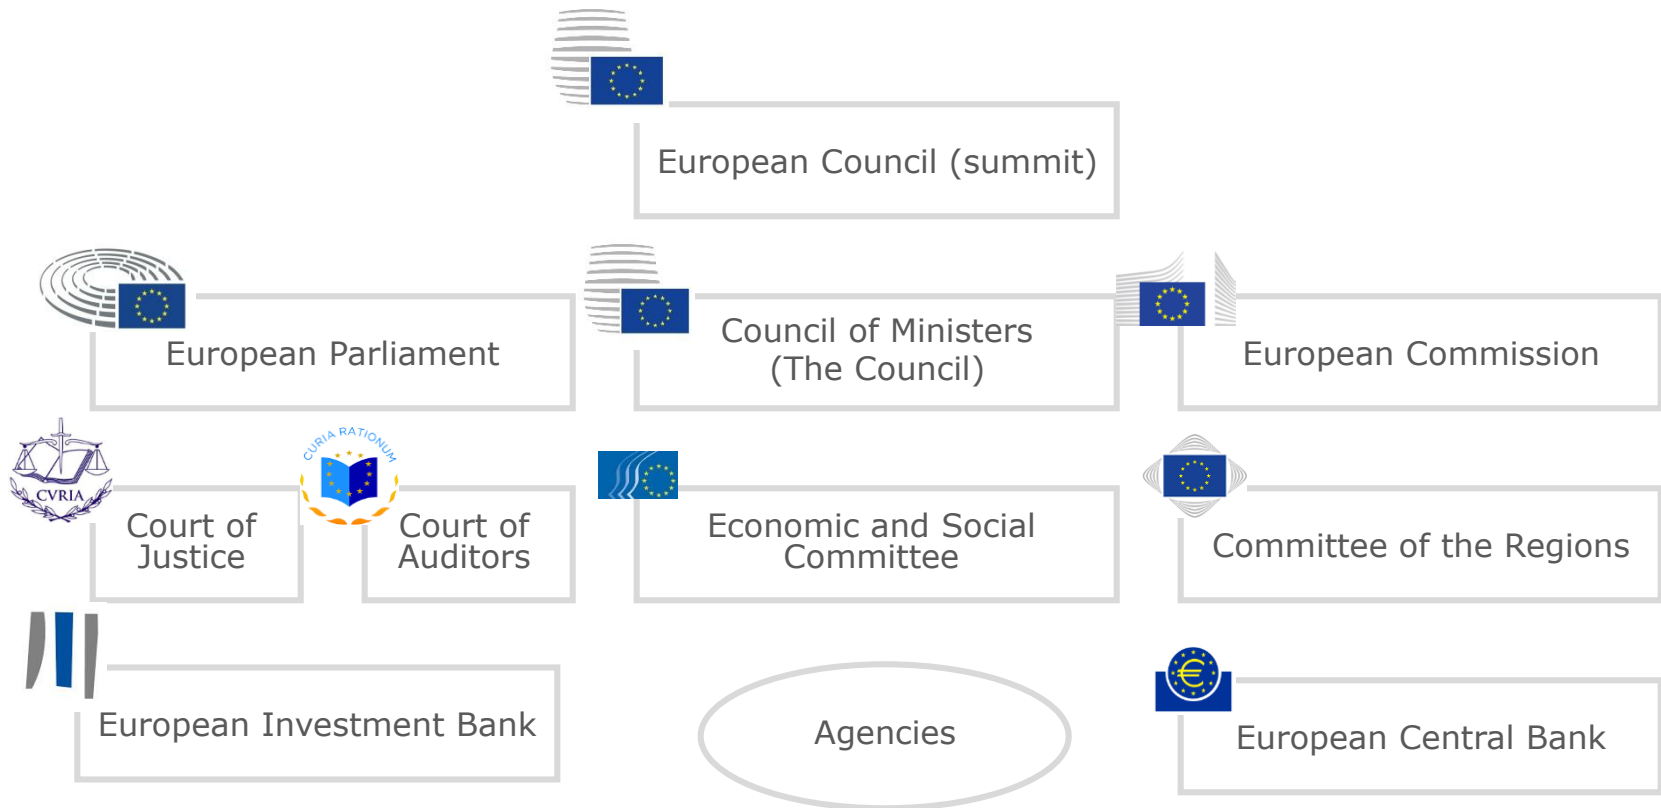 European Council (summit)
European Parliament
Council of Ministers
(The Council)
European Commission
CVRIA
Court of
Justice
CURIA RATIONUM
Court of
Auditors
Economic and Social
Committee
Committee of the Regions
European Investment Bank
Agencies
€
European Central Bank